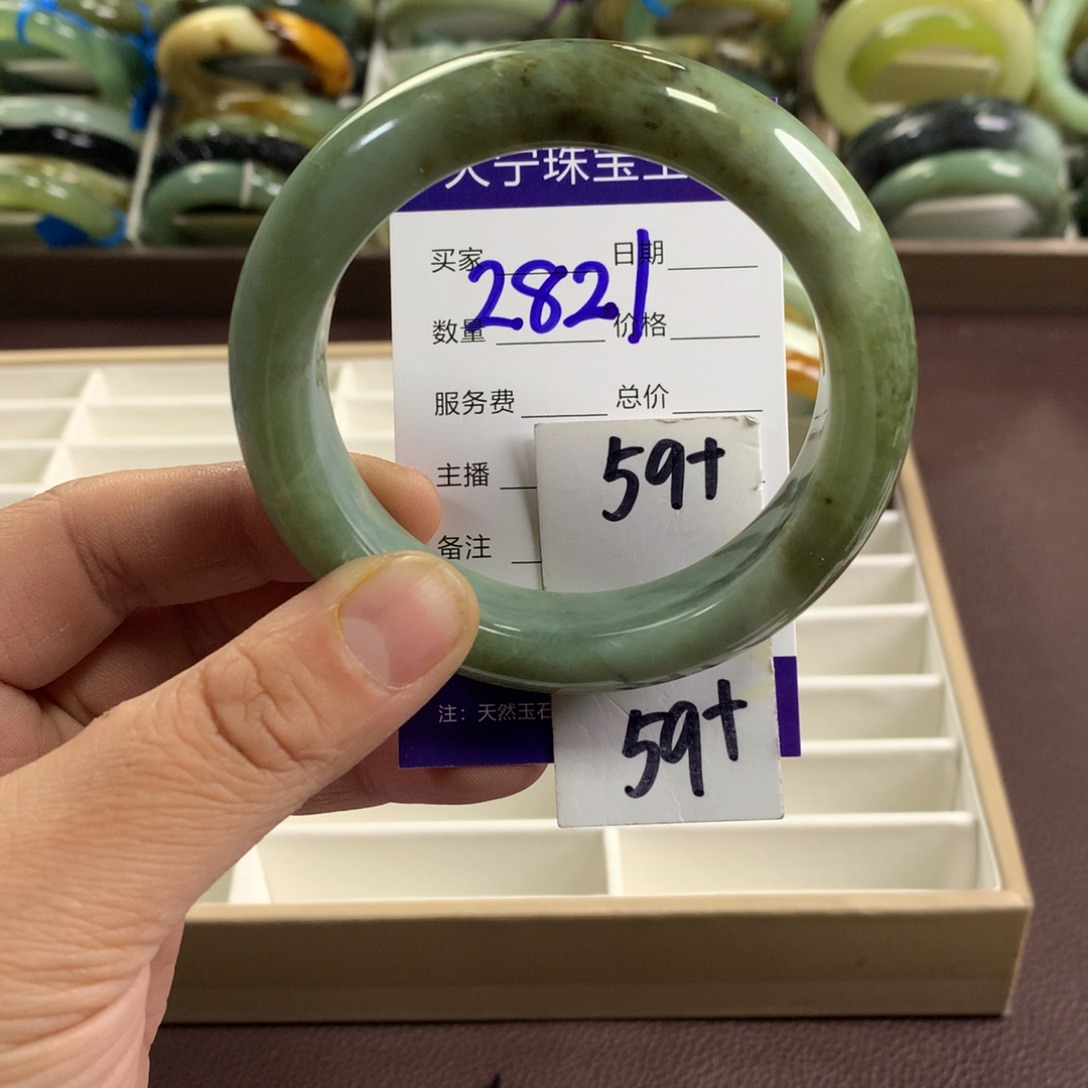 宁珠宝
买家 日期
2821
数量 价格
服务费 总价
主播
59+
备注
59+
注：天然玉石